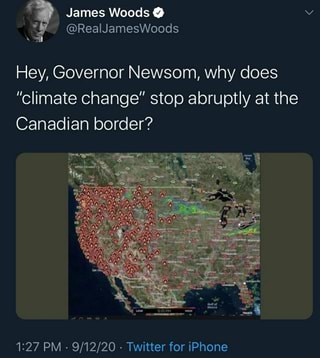 James Woods
@RealJamesWoods
Hey, Governor Newsom, why does
"climate change" stop abruptly at the
Canadian border?
1:27 PM · 9/12/20 · Twitter for iPhone